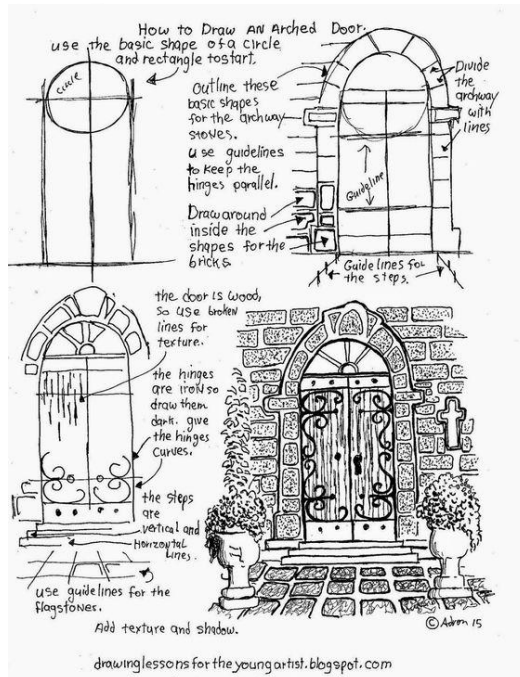 How to Draw AN Arched Door.
use the basic shape of a circle
and rectangle to start.
circle
Outline these
basic shapes
for the archway
stones.
Divide
the
archway
with
lines
use guidelines
to keep the
hinges parallel.
Guideline
Draw around
inside the
shapes for the
bricks
Guidelines for
the steps.
the door is wood,
so use broken
lines for
texture.
the hinges
are iron so
draw them
dark. give
the hinges
curves.
the steps
are
vertical and
Horizontal
Lines.
use guidelines for the
flagstones.
Add texture and shadow.
© Adron 15
drawinglessonsfortheyoungartist.blogspot.com